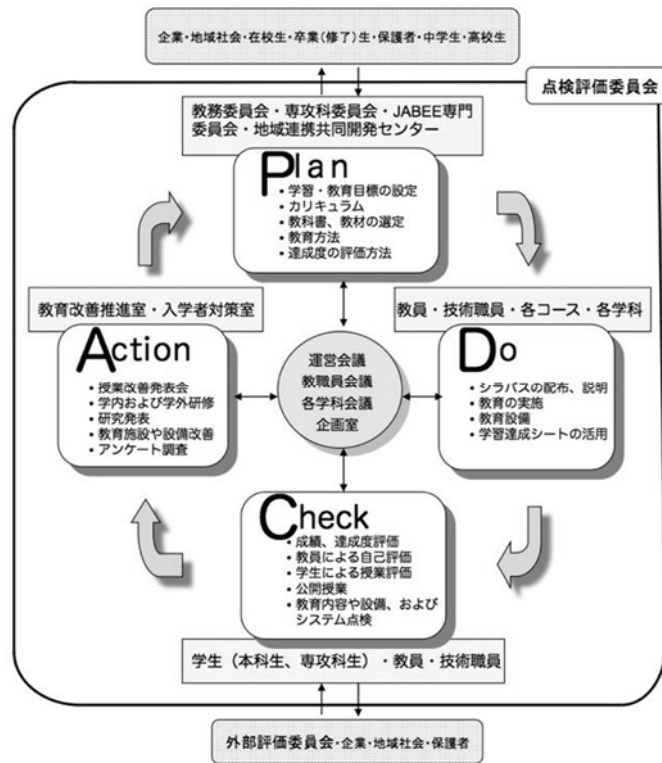 企業・地域社会・在校生・卒業(修了)生・保護者・中学生・高校生
点検評価委員会
教務委員会・専攻科委員会・JABEE専門
委員会・地域連携共同開発センター
Plan
・学習・教育目標の設定
・カリキュラム
・教科書、教材の選定
・教育方法
・達成度の評価方法
教育改善推進室・入学者対策室
Action
・授業改善発表会
・学内および学外研修
・研究発表
・教育施設や設備改善
・アンケート調査
運営会議
教職員会議
各学科会議
企画室
教員・技術職員・各コース・各学科
Do
・シラバスの配布、説明
・教育の実施
・教育設備
・学習達成シートの活用
Check
・成績、達成度評価
・教員による自己評価
・学生による授業評価
・公開授業
・教育内容や設備、および
システム点検
学生（本科生、専攻科生）・教員・技術職員
外部評価委員会・企業・地域社会・保護者